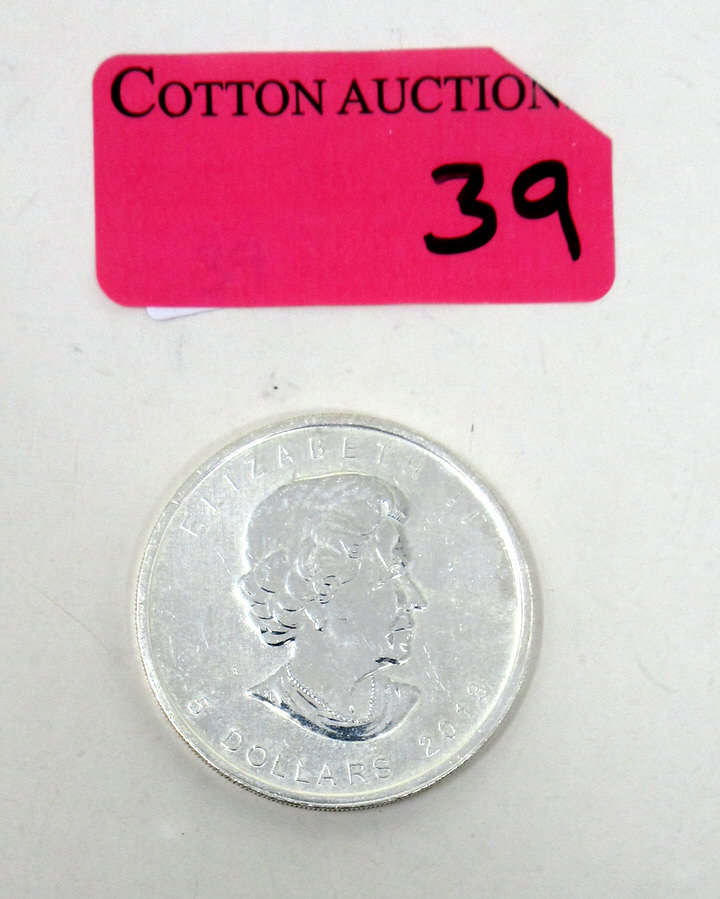 COTTON AUCTION
39
ELIZABETH II
5 DOLLARS